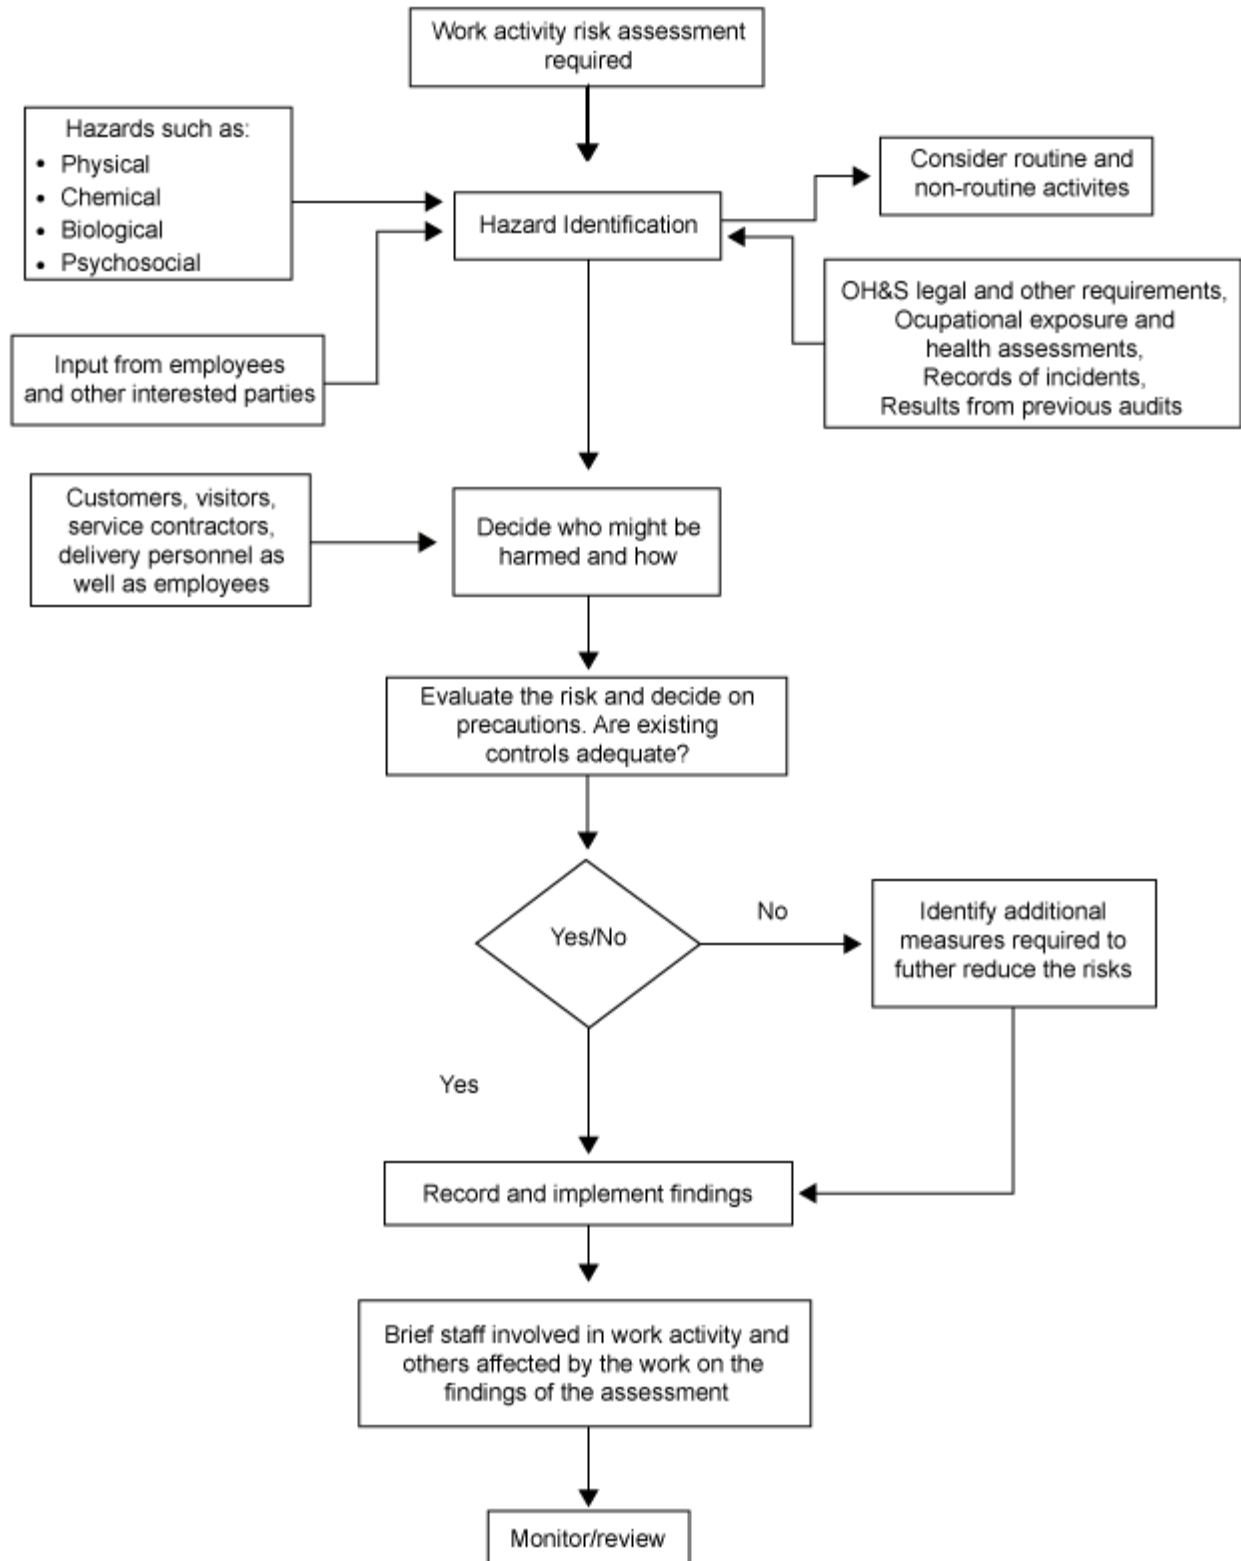 Work activity risk assessment
required
Hazards such as:
• Physical
• Chemical
• Biological
• Psychosocial
Consider routine and
non-routine activites
Hazard Identification
OH&S legal and other requirements,
Ocupational exposure and
health assessments,
Records of incidents,
Results from previous audits
Input from employees
and other interested parties
Customers, visitors,
service contractors,
delivery personnel as
well as employees
Decide who might be
harmed and how
Evaluate the risk and decide on
precautions. Are existing
controls adequate?
Yes/No
No
Identify additional
measures required to
futher reduce the risks
Yes
Record and implement findings
Brief staff involved in work activity and
others affected by the work on the
findings of the assessment
Monitor/review